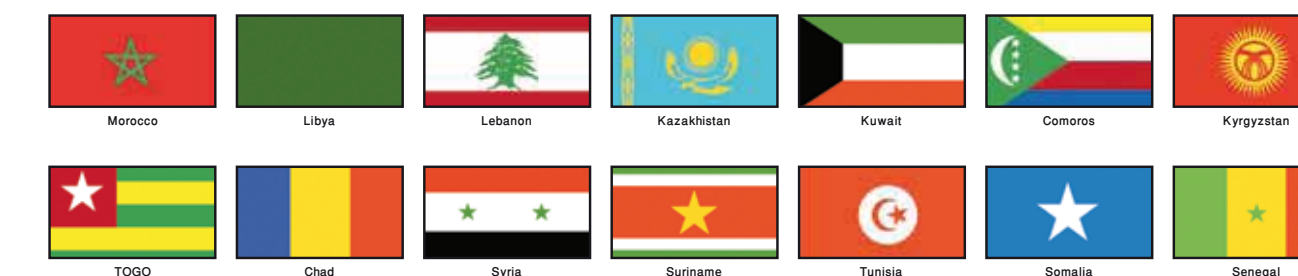 Morocco Libya Lebanon Kazakhistan Kuwait Comoros Kyrgyzstan
TOGO Chad Syria Suriname Tunisia Somalia Senegal